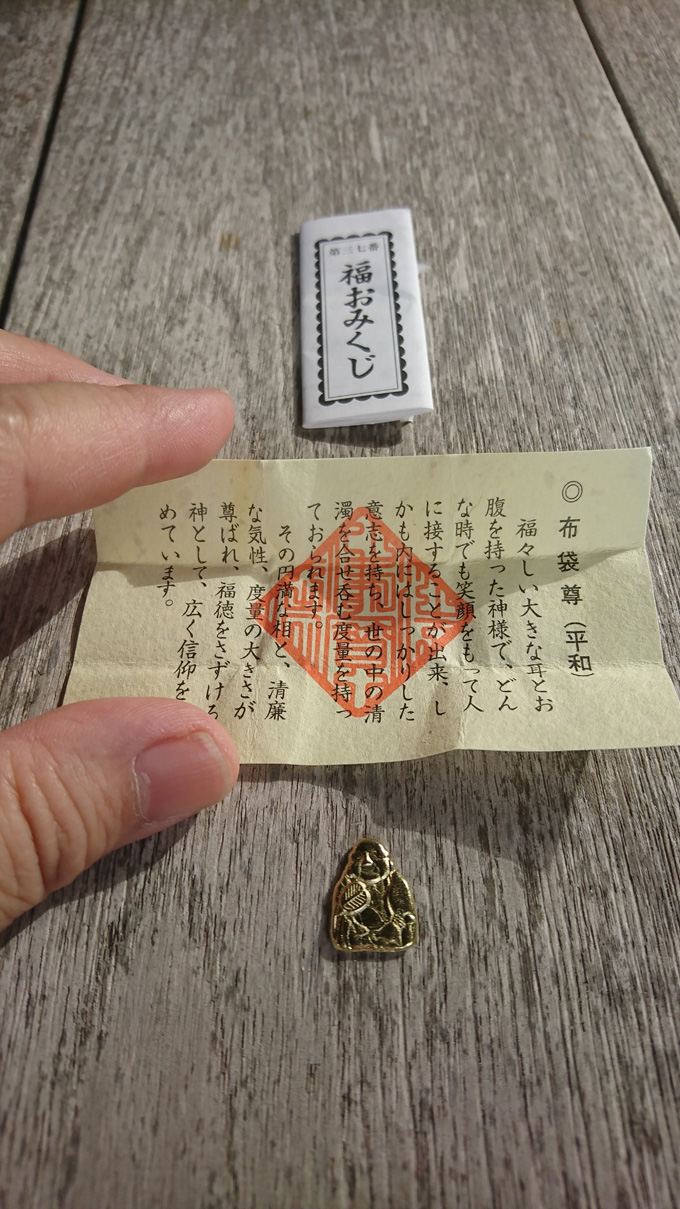 第三七番
福おみくじ
◎布袋尊（平和）
福々しい大きな耳とお
腹を持った神様で、どん
な時でも笑顔をもって人
に接することが出来、し
かも内にはしっかりした
意志を持ち、世の中の清
濁を合せ呑む度量を持っ
ておられます。
その円満な相と、清廉
な気性、度量の大きさが
尊ばれ、福徳をさずける
神として、広く信仰を
めています。